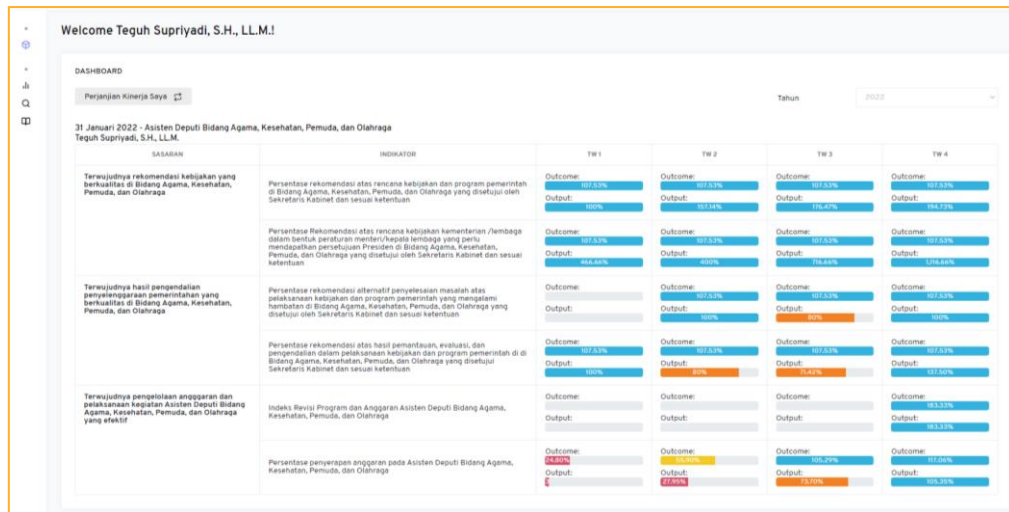 Welcome Teguh Supriyadi, S.H., LL.M.!
DASHBOARD
Perjanjian Kinerja Saya
Tahun
2022
31 Januari 2022 - Asisten Deputi Bidang Agama, Kesehatan, Pemuda, dan Olahraga
Teguh Supriyadi, S.H., LL.M.
SASARAN INDIKATOR TW 1 TW 2 TW 3 TW 4
Terwujudnya rekomendasi kebijakan yang
berkualitas di Bidang Agama, Kesehatan,
Pemuda, dan Olahraga
Persentase rekomendasi atas rencana kebijakan dan program pemerintah
di Bidang Agama, Kesehatan, Pemuda, dan Olahraga yang disetujui oleh
Sekretaris Kabinet dan sesuai ketentuan
Outcome: Outcome: Outcome: Outcome:
107.53% 107.53% 107.53% 107.53%
Output: Output: Output: Output:
100% 157.14% 176.47% 194.73%
Persentase Rekomendasi atas rencana kebijakan kementerian /lembaga
dalam bentuk peraturan menteri/kepala lembaga yang perlu
mendapatkan persetujuan Presiden di Bidang Agama, Kesehatan,
Pemuda, dan Olahraga yang disetujui oleh Sekretaris Kabinet dan sesuai
ketentuan
Outcome: Outcome: Outcome: Outcome:
107.53% 107.53% 107.53% 107.53%
Output: Output: Output: Output:
466.66% 400% 716.66% 1,116.66%
Terwujudnya hasil pengendalian
penyelenggaraan pemerintahan yang
berkualitas di Bidang Agama, Kesehatan,
Pemuda, dan Olahraga
Persentase rekomendasi alternatif penyelesaian masalah atas
pelaksanaan kebijakan dan program pemerintah yang mengalami
hambatan di Bidang Agama, Kesehatan, Pemuda, dan Olahraga yang
disetujui oleh Sekretaris Kabinet dan sesuai ketentuan
Outcome: Outcome: Outcome: Outcome:
107.53% 107.53% 107.53%
Output: Output: Output: Output:
100% 80% 100%
Persentase rekomendasi atas hasil pemantauan, evaluasi, dan
pengendalian dalam pelaksanaan kebijakan dan program pemerintah di di
Bidang Agama, Kesehatan, Pemuda, dan Olahraga yang disetujui
Sekretaris Kabinet dan sesuai ketentuan
Outcome: Outcome: Outcome: Outcome:
107.53% 107.53% 107.53% 107.53%
Output: Output: Output: Output:
100% 80% 71.42% 137.50%
Terwujudnya pengelolaan angggaran dan
pelaksanaan kegiatan Asisten Deputi Bidang
Agama, Kesehatan, Pemuda, dan Olahraga
yang efektif
Indeks Revisi Program dan Anggaran Asisten Deputi Bidang Agama,
Kesehatan, Pemuda, dan Olahraga
Outcome: Outcome: Outcome: Outcome:
183.33%
Output: Output: Output: Output:
183.33%
Persentase penyerapan anggaran pada Asisten Deputi Bidang Agama,
Kesehatan, Pemuda, dan Olahraga
Outcome: Outcome: Outcome: Outcome:
24.80% 105.29% 117.06%
Output: Output: Output: Output:
27.95% 73.70% 105.35%